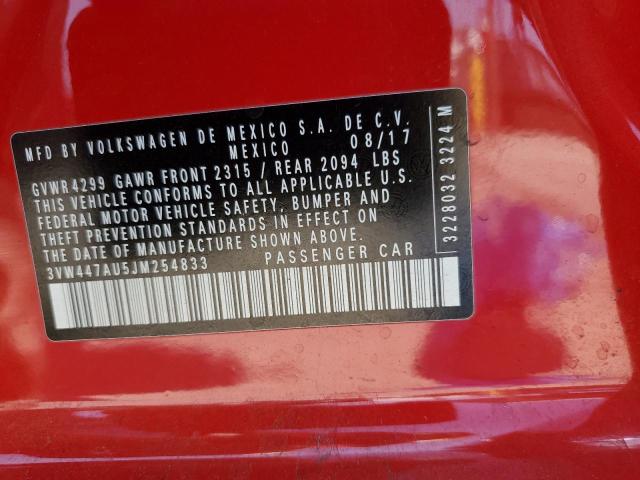 MFD BY VOLKSWAGEN DE MEXICO S.A. DE C.V.
MEXICO 08/17
GVWR4299 GAWR FRONT 2315 / REAR 2094 LBS
THIS VEHICLE CONFORMS TO ALL APPLICABLE U.S.
FEDERAL MOTOR VEHICLE SAFETY, BUMPER AND
THEFT PREVENTION STANDARDS IN EFFECT ON
THE DATE OF MANUFACTURE SHOWN ABOVE.
3VW447AU5JM254833 PASSENGER CAR
3228032 3224 M